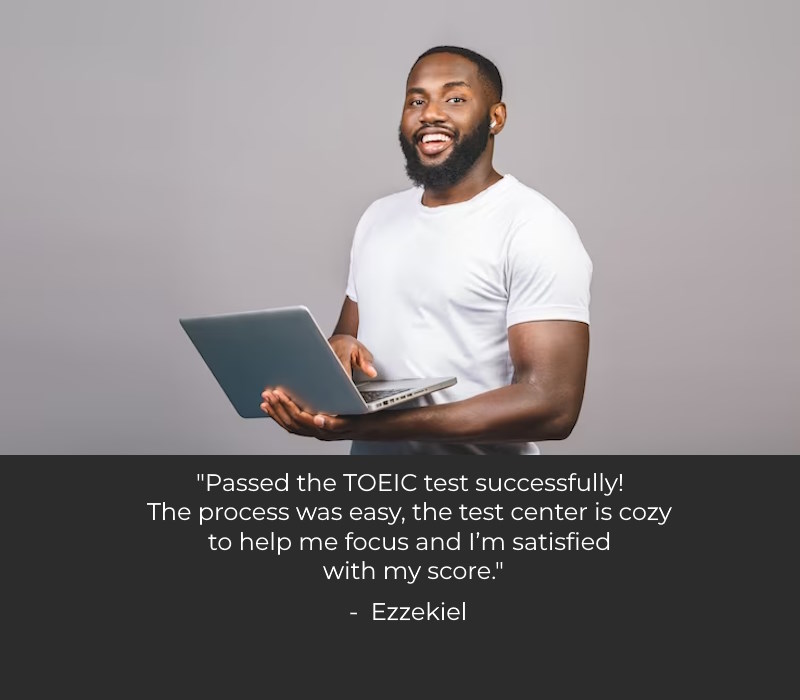 "Passed the TOEIC test successfully!
The process was easy, the test center is cozy
to help me focus and I’m satisfied
with my score."
- Ezzekiel